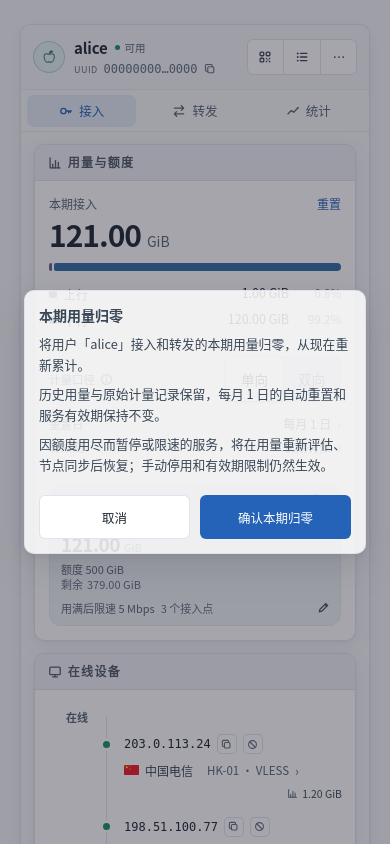 alice 可用
UUID 00000000…0000
接入 转发 统计
用量与额度
本期接入 重置
121.00 GiB
上行 1.00 GiB 0.8%
120.00 GiB 99.2%
本期用量归零
将用户「alice」接入和转发的本期用量归零，从现在重
新累计。
计量口径 单向 双向
历史用量与原始计量记录保留，每月 1 日的自动重置和
服务有效期保持不变。
每月 1 日 ›
因额度用尽而暂停或限速的服务，将在用量重新评估、
节点同步后恢复；手动停用和有效期限制仍然生效。
取消 确认本期归零
121.00 GiB
额度 500 GiB
剩余 379.00 GiB
用满后限速 5 Mbps 3 个接入点
在线设备
在线
203.0.113.24
中国电信 HK-01 · VLESS ›
1.20 GiB
198.51.100.77